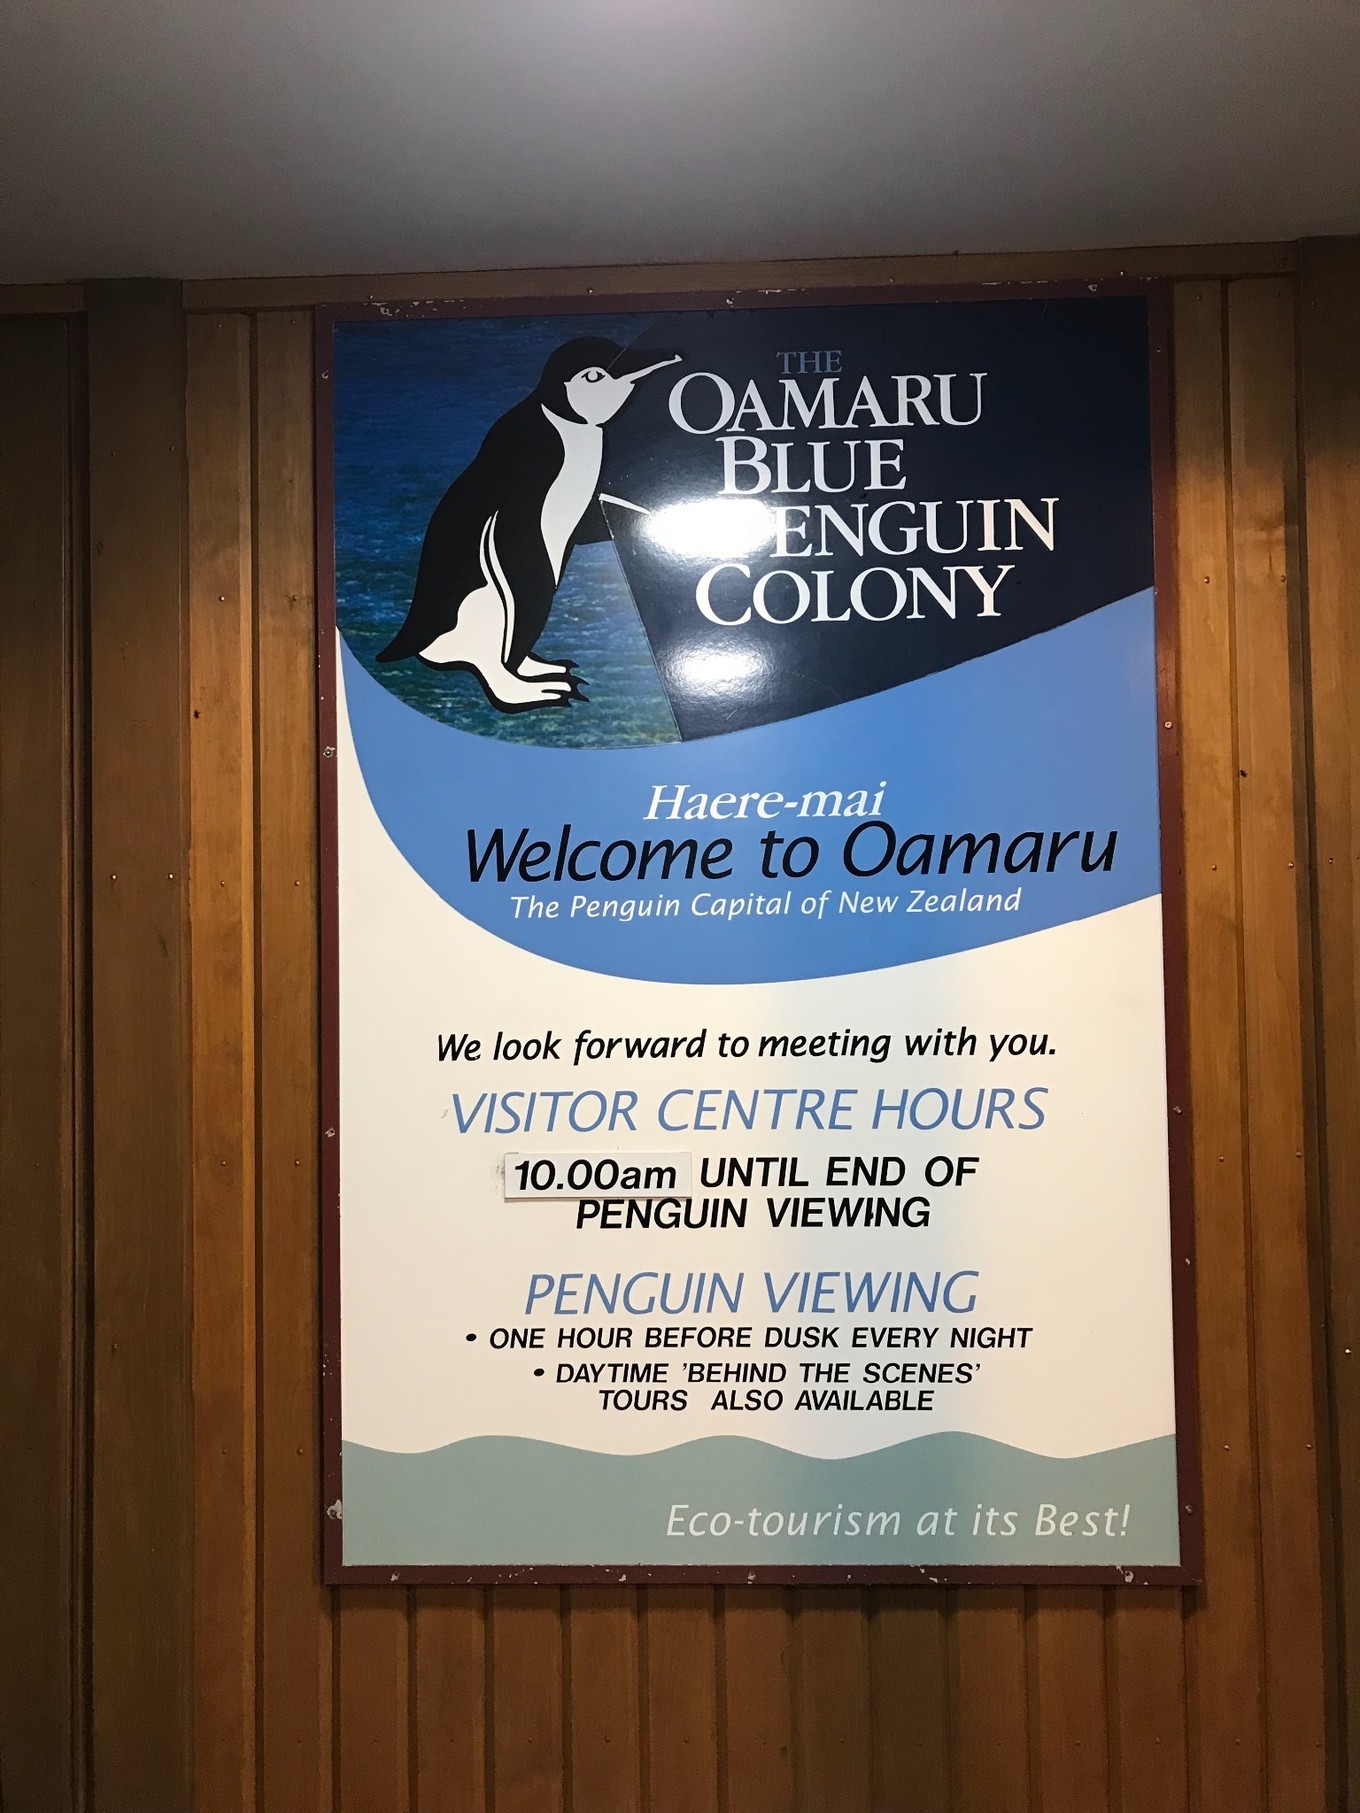 THE
OAMARU
BLUE
PENGUIN
COLONY
Haere-mai
Welcome to Oamaru
The Penguin Capital of New Zealand
We look forward to meeting with you.
VISITOR CENTRE HOURS
10.00am UNTIL END OF
PENGUIN VIEWING
PENGUIN VIEWING
• ONE HOUR BEFORE DUSK EVERY NIGHT
• DAYTIME 'BEHIND THE SCENES'
TOURS ALSO AVAILABLE
Eco-tourism at its Best!